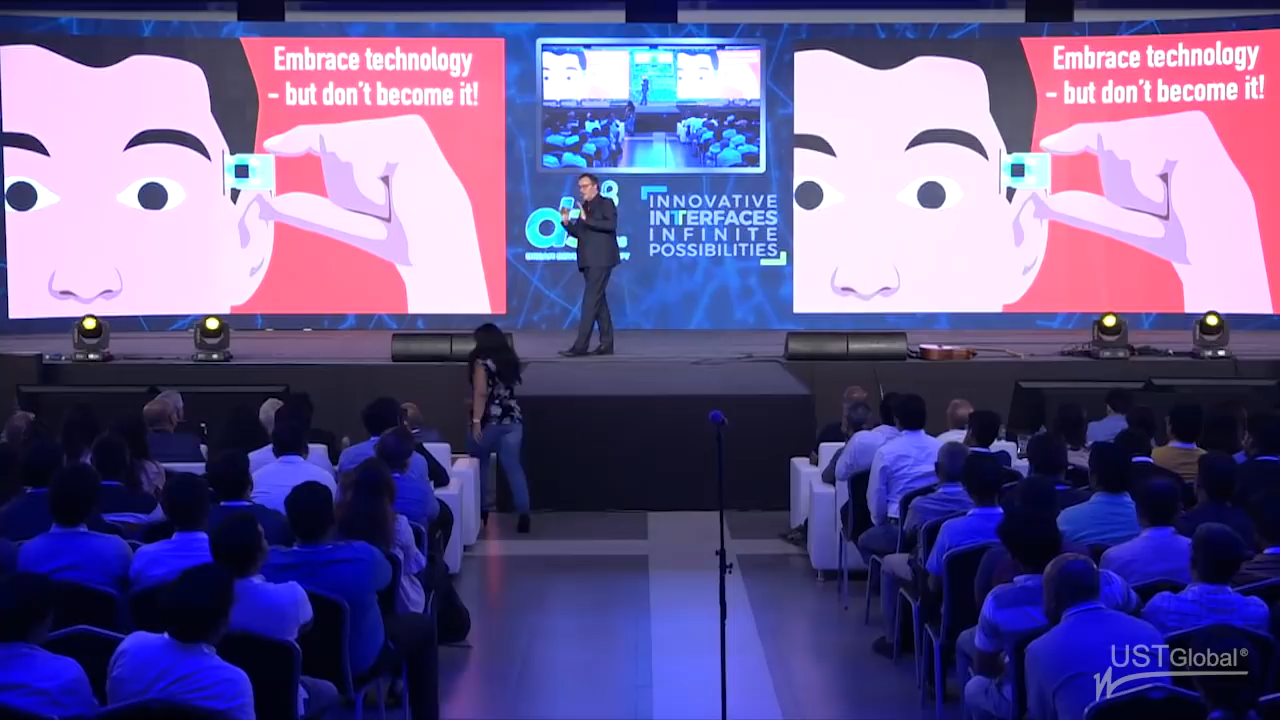 Embrace technology
– but don't become it!
Embrace technology
– but don't become it!
INNOVATIVE
INTERFACES
INFINITE
POSSIBILITIES
USTGlobal®